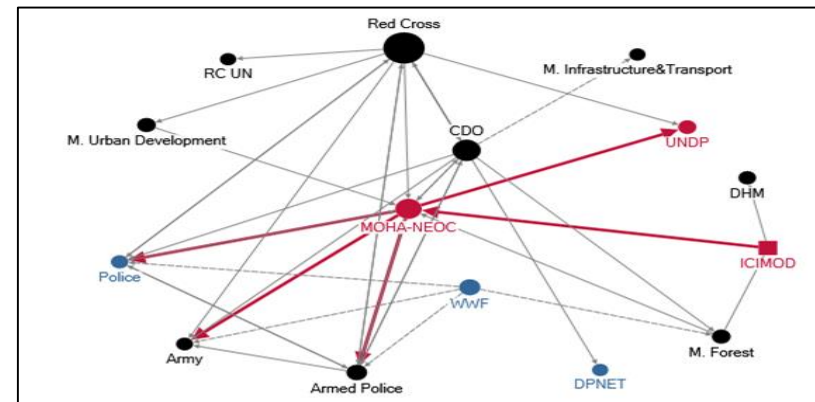 Red Cross
RC UN
M. Infrastructure&Transport
M. Urban Development
CDO
UNDP
DHM
MOHA-NEOC
ICIMOD
Police
WWF
Army
M. Forest
Armed Police
DPNET